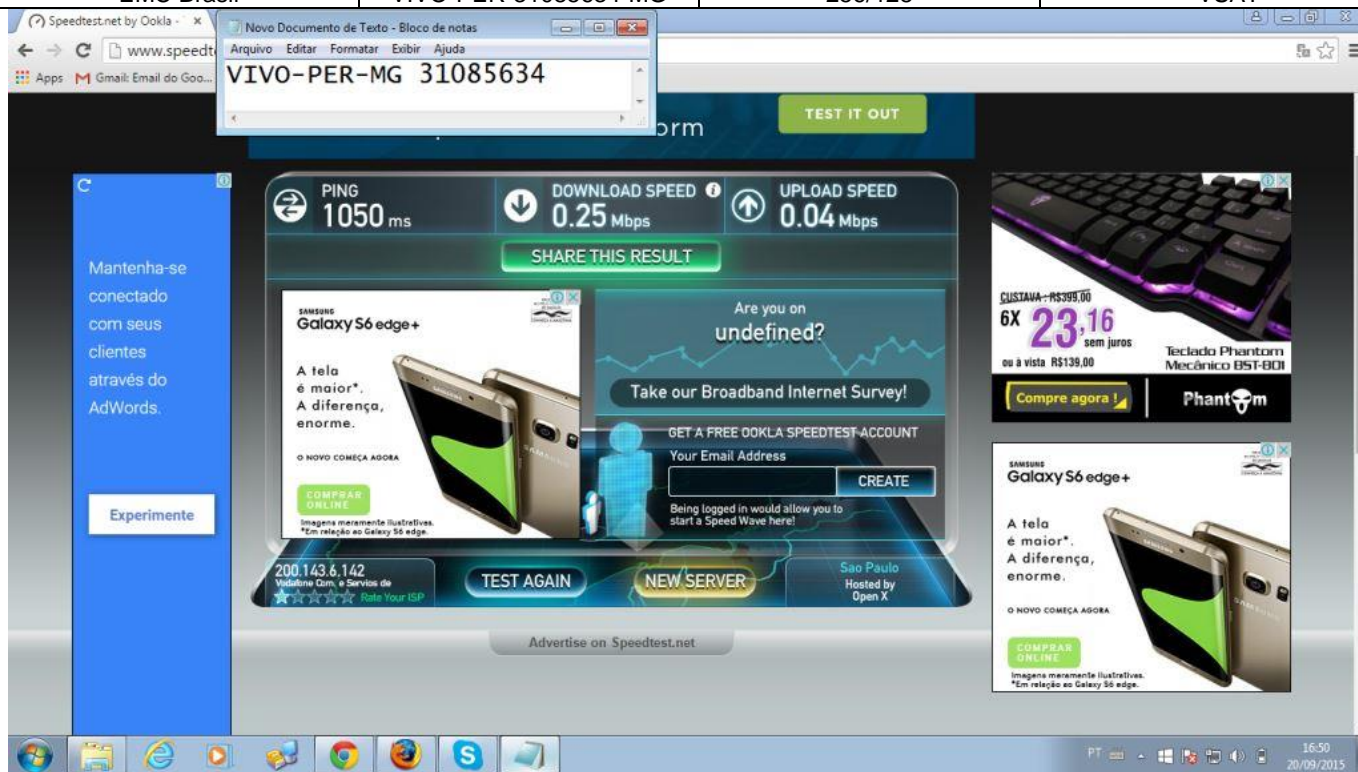 Speedtest.net by Ookla -
Novo Documento de Texto - Bloco de notas
Arquivo Editar Formatar Exibir Ajuda
VIVO-PER-MG 31085634
www.speedt
Apps Gmail: Email do Goo...
orm
TEST IT OUT
PING
1050 ms
DOWNLOAD SPEED
0.25 Mbps
UPLOAD SPEED
0.04 Mbps
SHARE THIS RESULT
Mantenha-se
conectado
com seus
clientes
através do
AdWords.
Experimente
SAMSUNG
Galaxy S6 edge+
A tela
é maior*.
A diferença,
enorme.
O NOVO COMEÇA AGORA
COMPRAR
ONLINE
Imagens meramente ilustrativas.
*Em relação ao Galaxy S6 edge.
Are you on
undefined?
Take our Broadband Internet Survey!
GET A FREE OOKLA SPEEDTEST ACCOUNT
Your Email Address
CREATE
Being logged in would allow you to
start a Speed Wave here!
200.143.6.142
Vodafone Com. e Servios de
Rate Your ISP
TEST AGAIN
NEW SERVER
Sao Paulo
Hosted by
Open X
Advertise on Speedtest.net
CUSTAVA: R$399,00
6X 23,16
sem juros
ou à vista R$139,00
Teclado Phantom
Mecânico BST-801
Compre agora !
Phantom
SAMSUNG
Galaxy S6 edge+
A tela
é maior*.
A diferença,
enorme.
O NOVO COMEÇA AGORA
COMPRAR
ONLINE
Imagens meramente ilustrativas.
*Em relação ao Galaxy S6 edge.
PT
16:50
20/09/2015